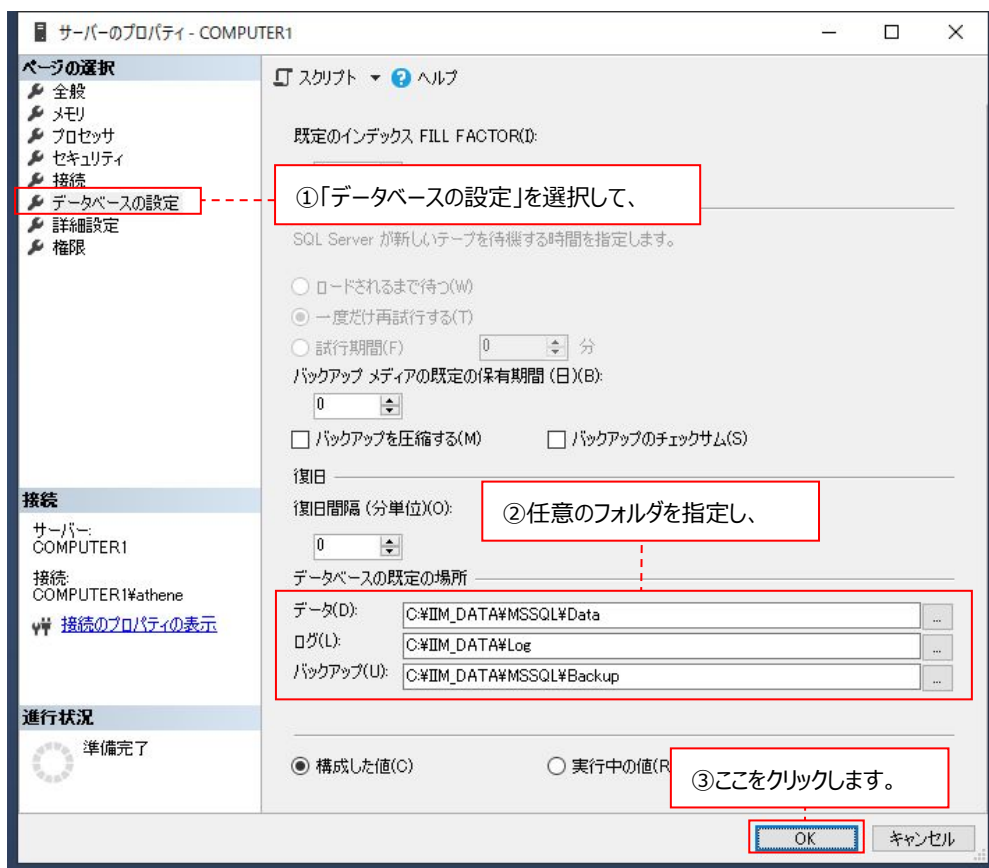 サーバーのプロパティ - COMPUTER1
ページの選択
全般
メモリ
プロセッサ
セキュリティ
接続
データベースの設定
詳細設定
権限
接続
サーバー:
COMPUTER1
接続:
COMPUTER1¥athene
接続のプロパティの表示
進行状況
準備完了
スクリプト ヘルプ
既定のインデックス FILL FACTOR(I):
①「データベースの設定」を選択して、
SQL Server が新しいテープを待機する時間を指定します。
ロードされるまで待つ(W)
一度だけ再試行する(T)
試行期間(F) 0 分
バックアップ メディアの既定の保有期間 (日)(B):
0
バックアップを圧縮する(M) バックアップのチェックサム(S)
復旧
復旧間隔 (分単位)(O):
②任意のフォルダを指定し、
0
データベースの既定の場所
データ(D): C:¥IIM_DATA¥MSSQL¥Data ...
ログ(L): C:¥IIM_DATA¥Log ...
バックアップ(U): C:¥IIM_DATA¥MSSQL¥Backup ...
構成した値(C) 実行中の値(R
③ここをクリックします。
OK キャンセル